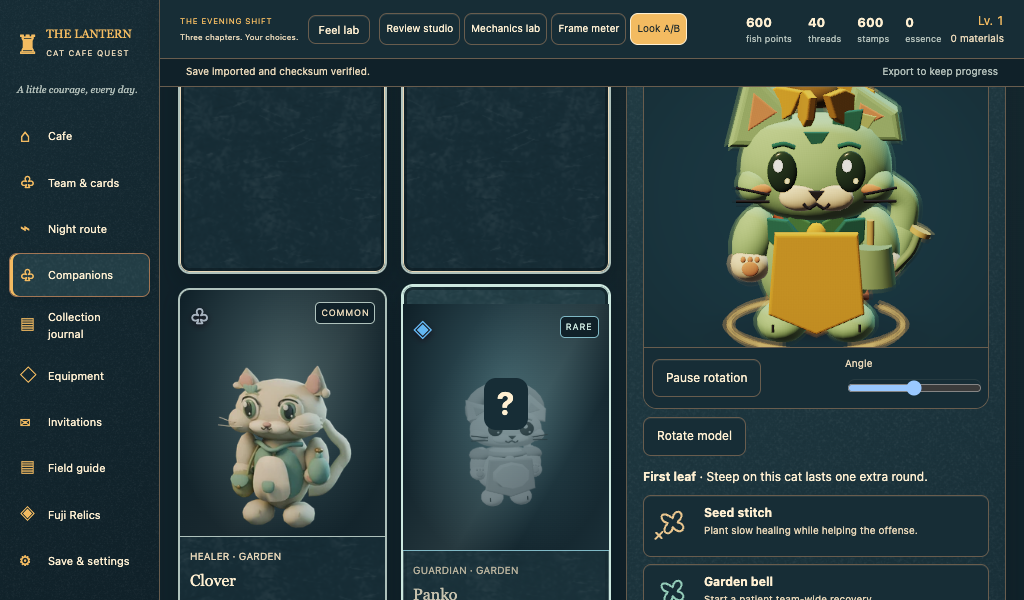 THE LANTERN
CAT CAFE QUEST
A little courage, every day.
Cafe
Team & cards
Night route
Companions
Collection
journal
Equipment
Invitations
Field guide
Fuji Relics
Save & settings
THE EVENING SHIFT
Three chapters. Your choices.
Feel lab
Review studio
Mechanics lab
Frame meter
Look A/B
600
fish points
40
threads
600
stamps
0
essence
Lv. 1
0 materials
Save imported and checksum verified.
Export to keep progress
COMMON
HEALER · GARDEN
Clover
RARE
?
GUARDIAN · GARDEN
Panko
Pause rotation
Angle
Rotate model
First leaf · Steep on this cat lasts one extra round.
Seed stitch
Plant slow healing while helping the offense.
Garden bell
Start a patient team-wide recovery.